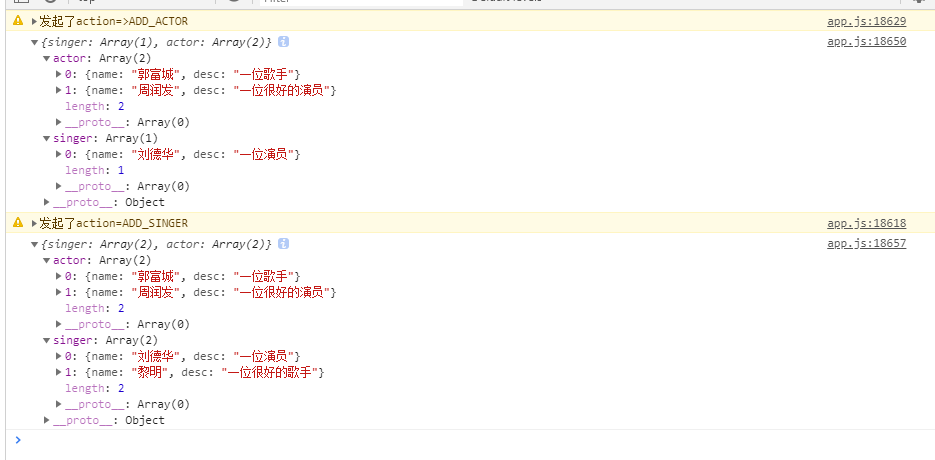 发起了action=>ADD_ACTOR app.js:18629
{singer: Array(1), actor: Array(2)} app.js:18650
actor: Array(2)
0: {name: "郭富城", desc: "一位歌手"}
1: {name: "周润发", desc: "一位很好的演员"}
length: 2
__proto__: Array(0)
singer: Array(1)
0: {name: "刘德华", desc: "一位演员"}
length: 1
__proto__: Array(0)
__proto__: Object
发起了action=ADD_SINGER app.js:18618
{singer: Array(2), actor: Array(2)} app.js:18657
actor: Array(2)
0: {name: "郭富城", desc: "一位歌手"}
1: {name: "周润发", desc: "一位很好的演员"}
length: 2
__proto__: Array(0)
singer: Array(2)
0: {name: "刘德华", desc: "一位演员"}
1: {name: "黎明", desc: "一位很好的歌手"}
length: 2
__proto__: Array(0)
__proto__: Object